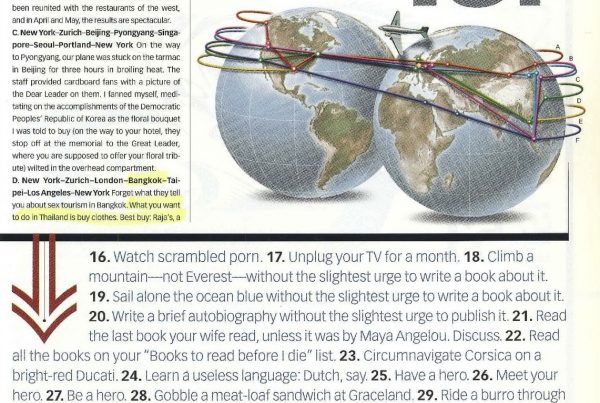 been reunited with the restaurants of the west,
and in April and May, the results are spectacular.
C. New York–Zurich–Beijing–Pyongyang–Singa-
pore–Seoul–Portland–New York On the way
to Pyongyang, our plane was stuck on the tarmac
in Beijing for three hours in broiling heat. The
staff provided cardboard fans with a picture of
the Dear Leader on them. I fanned myself, medi-
tating on the accomplishments of the Democratic
Peoples' Republic of Korea as the floral bouquet
I was told to buy (on the way to your hotel, they
stop off at the memorial to the Great Leader,
where you are supposed to offer your floral trib-
ute) wilted in the overhead compartment.
D. New York–Zurich–London–Bangkok–Tai-
pei–Los Angeles–New York Forget what they tell
you about sex tourism in Bangkok. What you want
to do in Thailand is buy clothes. Best buy: Raja's, a
A
B
C
D
E
F
16. Watch scrambled porn. 17. Unplug your TV for a month. 18. Climb a
mountain—not Everest—without the slightest urge to write a book about it.
19. Sail alone the ocean blue without the slightest urge to write a book about it.
20. Write a brief autobiography without the slightest urge to publish it. 21. Read
the last book your wife read, unless it was by Maya Angelou. Discuss. 22. Read
all the books on your "Books to read before I die" list. 23. Circumnavigate Corsica on a
bright-red Ducati. 24. Learn a useless language: Dutch, say. 25. Have a hero. 26. Meet your
hero. 27. Be a hero. 28. Gobble a meat-loaf sandwich at Graceland. 29. Ride a burro through